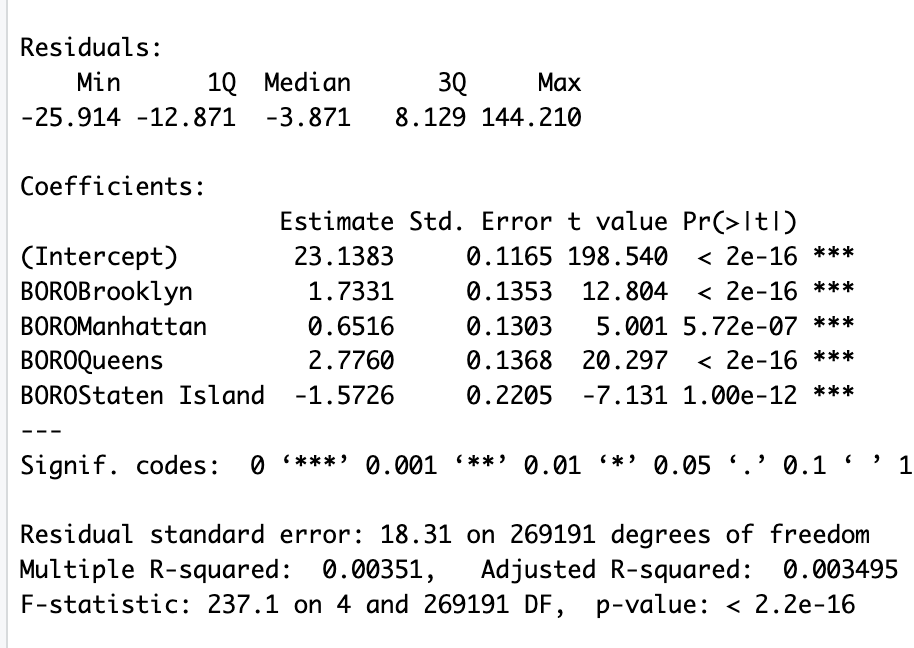 Residuals:
    Min      1Q  Median      3Q     Max
-25.914 -12.871  -3.871   8.129 144.210

Coefficients:
                  Estimate Std. Error t value Pr(>|t|)
(Intercept)        23.1383     0.1165 198.540  < 2e-16 ***
BOROBrooklyn        1.7331     0.1353  12.804  < 2e-16 ***
BOROManhattan       0.6516     0.1303   5.001 5.72e-07 ***
BOROQueens          2.7760     0.1368  20.297  < 2e-16 ***
BOROStaten Island  -1.5726     0.2205  -7.131 1.00e-12 ***
---
Signif. codes:  0 ‘***’ 0.001 ‘**’ 0.01 ‘*’ 0.05 ‘.’ 0.1 ‘ ’ 1

Residual standard error: 18.31 on 269191 degrees of freedom
Multiple R-squared:  0.00351,   Adjusted R-squared:  0.003495
F-statistic: 237.1 on 4 and 269191 DF,  p-value: < 2.2e-16